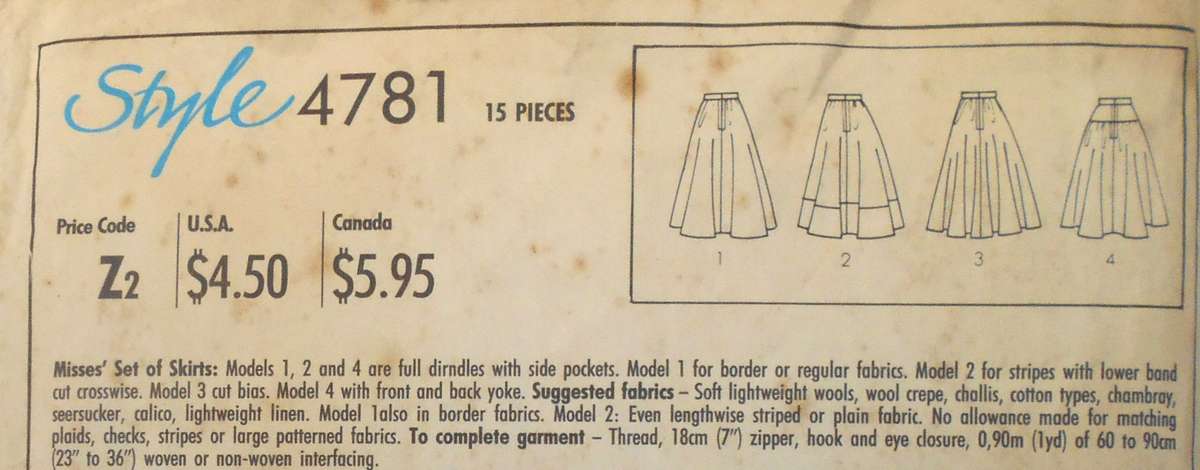 Style 4781 15 PIECES
Price Code U.S.A. Canada
Z2 $4.50 $5.95
1 2 3 4
Misses' Set of Skirts: Models 1, 2 and 4 are full dirndles with side pockets. Model 1 for border or regular fabrics. Model 2 for stripes with lower band
cut crosswise. Model 3 cut bias. Model 4 with front and back yoke. Suggested fabrics – Soft lightweight wools, wool crepe, challis, cotton types, chambray,
seersucker, calico, lightweight linen. Model 1also in border fabrics. Model 2: Even lengthwise striped or plain fabric. No allowance made for matching
plaids, checks, stripes or large patterned fabrics. To complete garment – Thread, 18cm (7") zipper, hook and eye closure, 0,90m (1yd) of 60 to 90cm
(23" to 36") woven or non-woven interfacing.